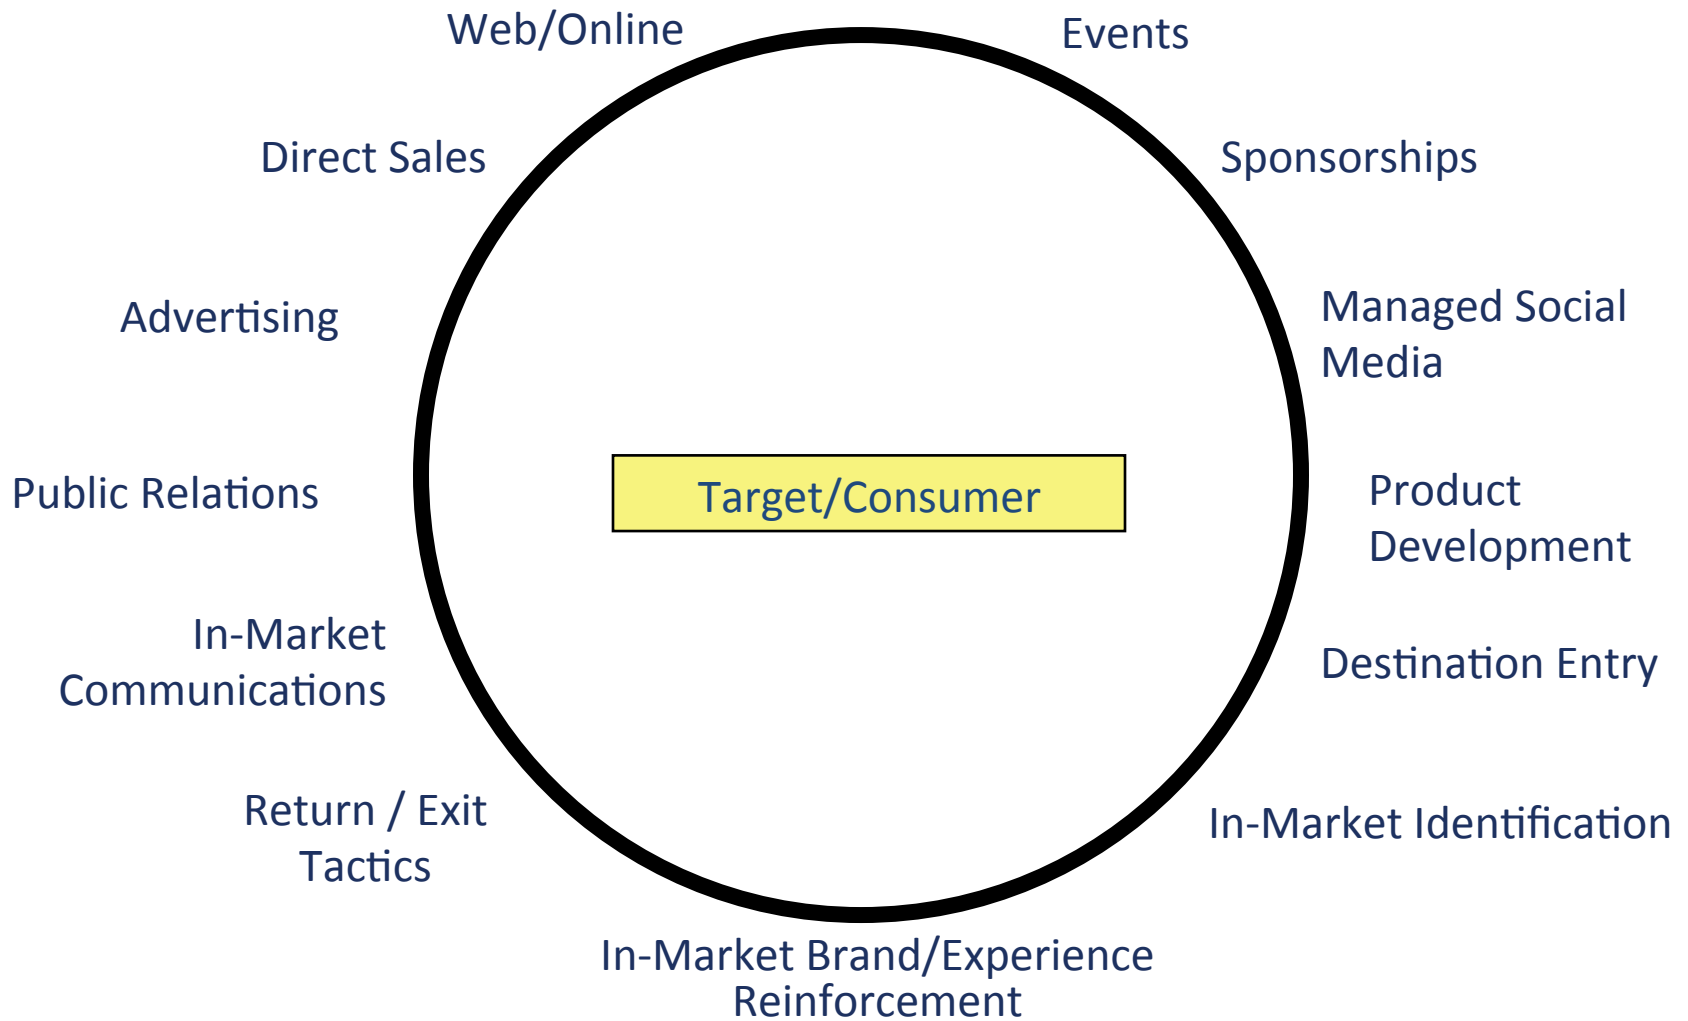 Web/Online
Events
Direct Sales
Sponsorships
Advertising
Managed Social
Media
Public Relations
Target/Consumer
Product
Development
In-Market
Communications
Destination Entry
Return / Exit
Tactics
In-Market Identification
In-Market Brand/Experience
Reinforcement